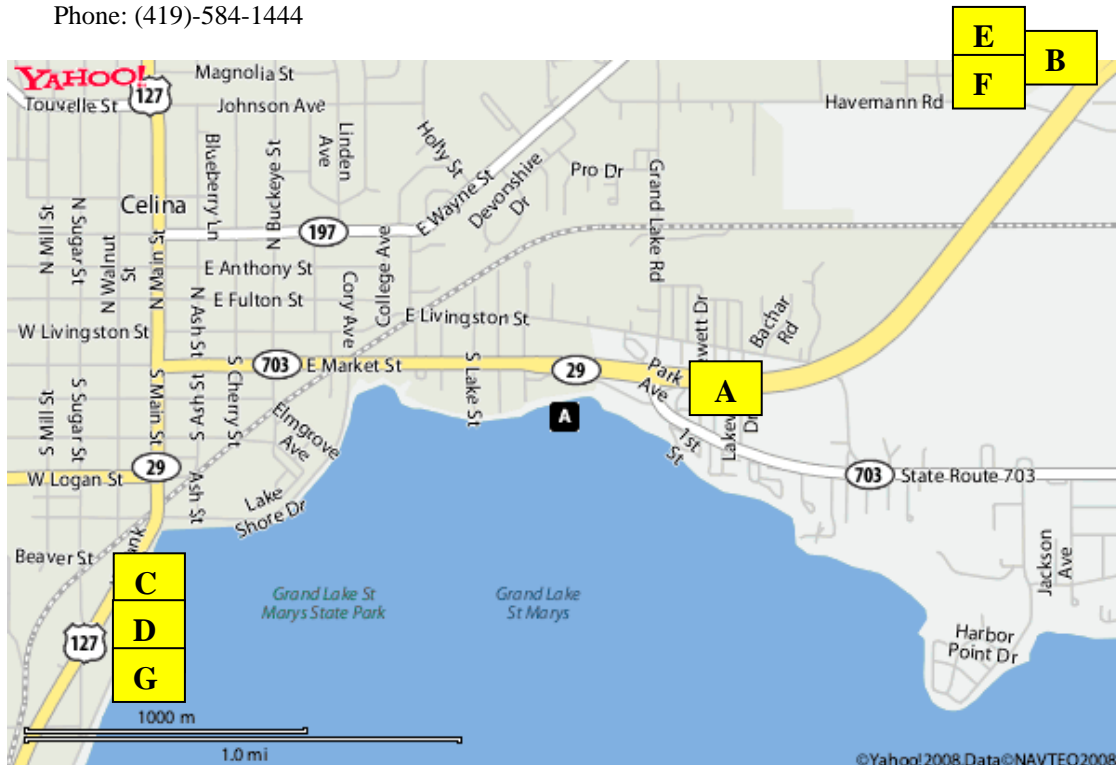 Phone: (419)-584-1444
E
B
F
YAHOO!
127
Magnolia St
Touvelle St
Johnson Ave
Havemann Rd
Linden
Ave
Holly St
Blueberry Ln
N Buckeye St
Pro Dr
Devonshire
Dr
E Wayne St
Grand Lake Rd
Celina
N Mill St
N Sugar St
N Walnut
St
N Main St
197
College Ave
E Anthony St
Cory Ave
N Ash St
E Fulton St
E Livingston St
W Livingston St
Bachar
Rd
703
E Market St
29
Park
Ave
A
S Lake St
S Cherry St
S Ash St
S Main St
S Mill St
S Sugar St
Elmgrove
Ave
A
1st
St
Dr
29
W Logan St
Ash St
703
State Route 703
Lake
Shore Dr
Beaver St
C
Grand Lake St
Marys State Park
Grand Lake
St Marys
Jackson
Ave
D
127
G
Harbor
Point Dr
1000 m
1.0 mi
©Yahoo!2008,Data©NAVTEQ2008